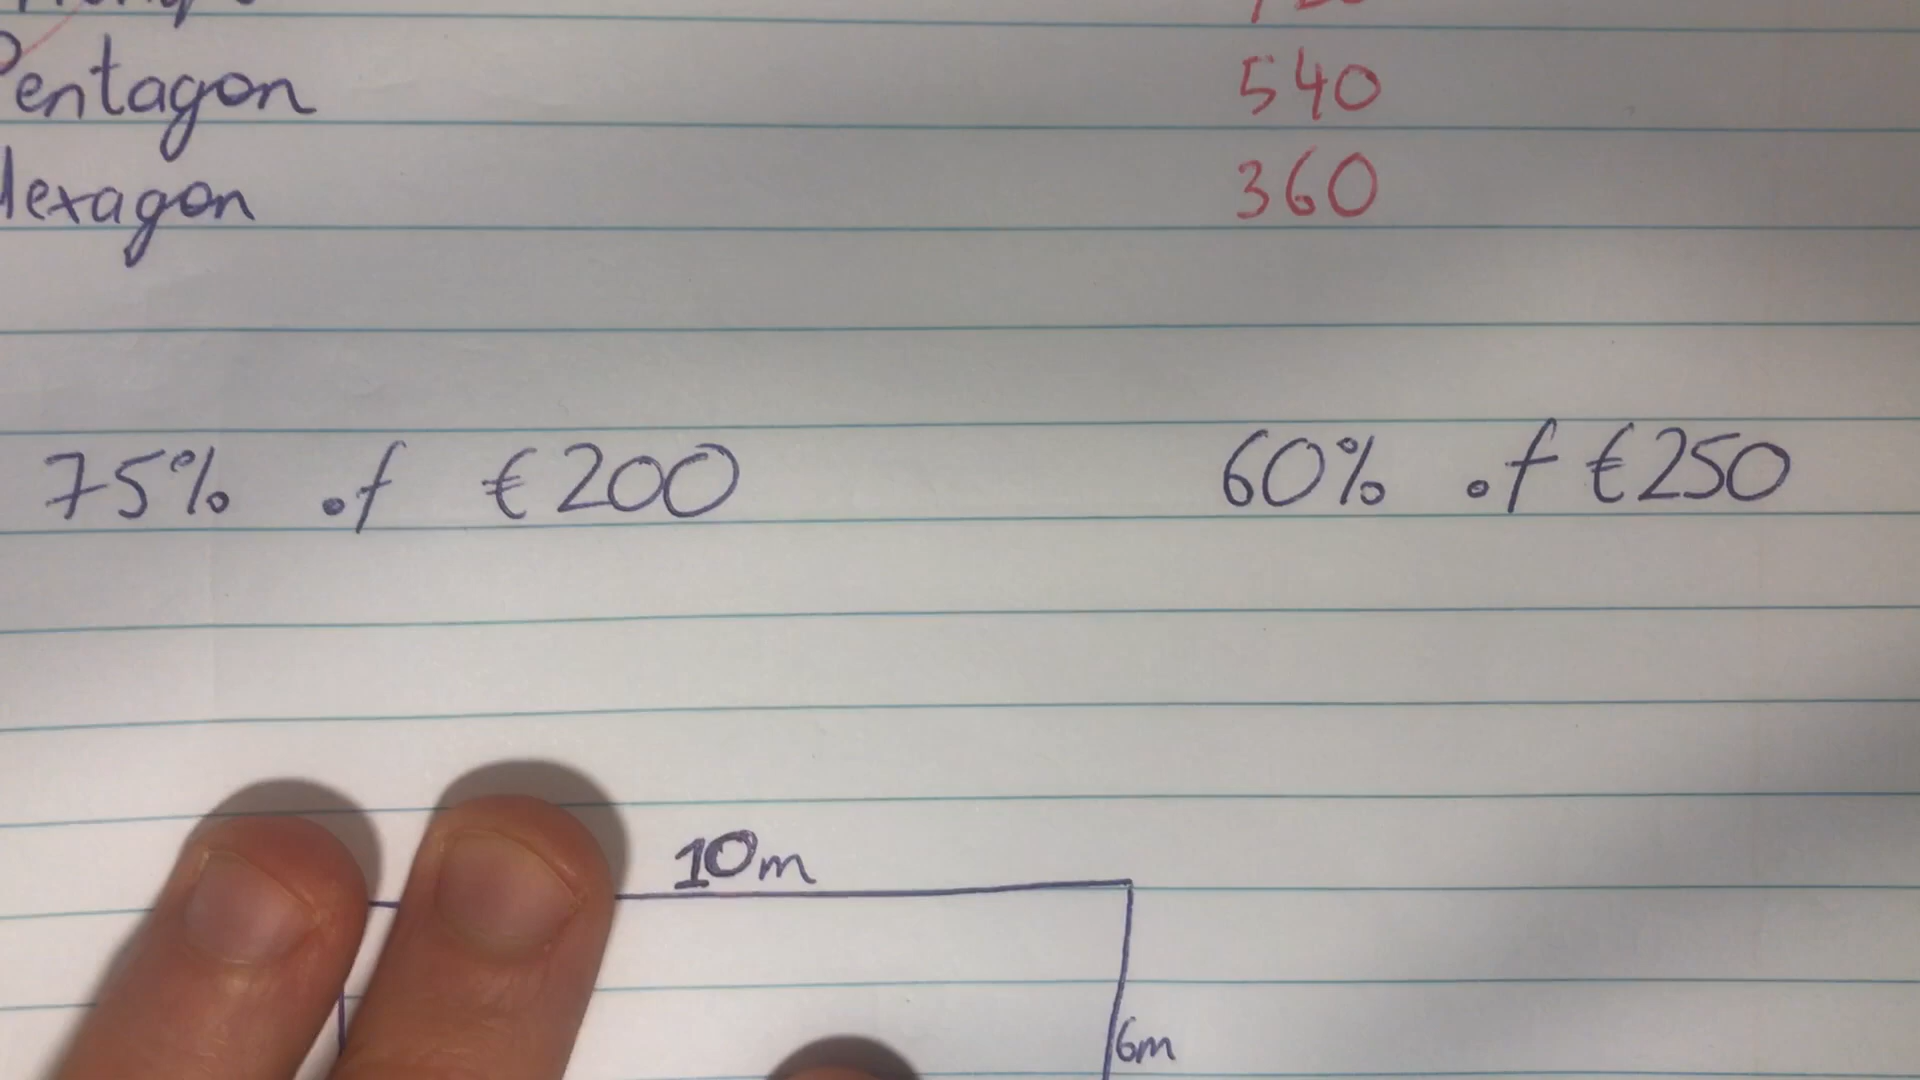 Pentagon 540
Hexagon 360
75% of €200 60% of €250
10m
6m